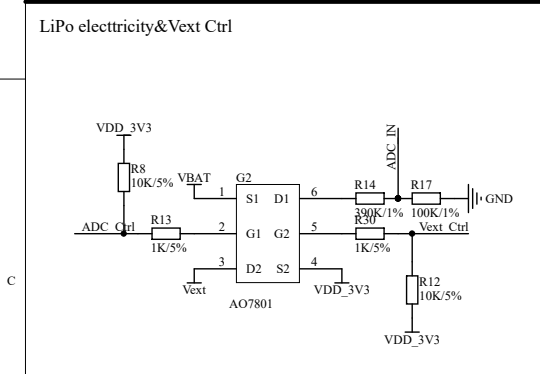 LiPo electtricity&Vext Ctrl
VDD_3V3
R8
10K/5%
ADC_Ctrl
R13
1K/5%
VBAT
G2
1
S1
D1
6
2
G1
G2
5
3
D2
S2
4
Vext
AO7801
VDD_3V3
ADC_IN
R14
390K/1%
R17
100K/1%
GND
R30
1K/5%
Vext_Ctrl
R12
10K/5%
VDD_3V3
C